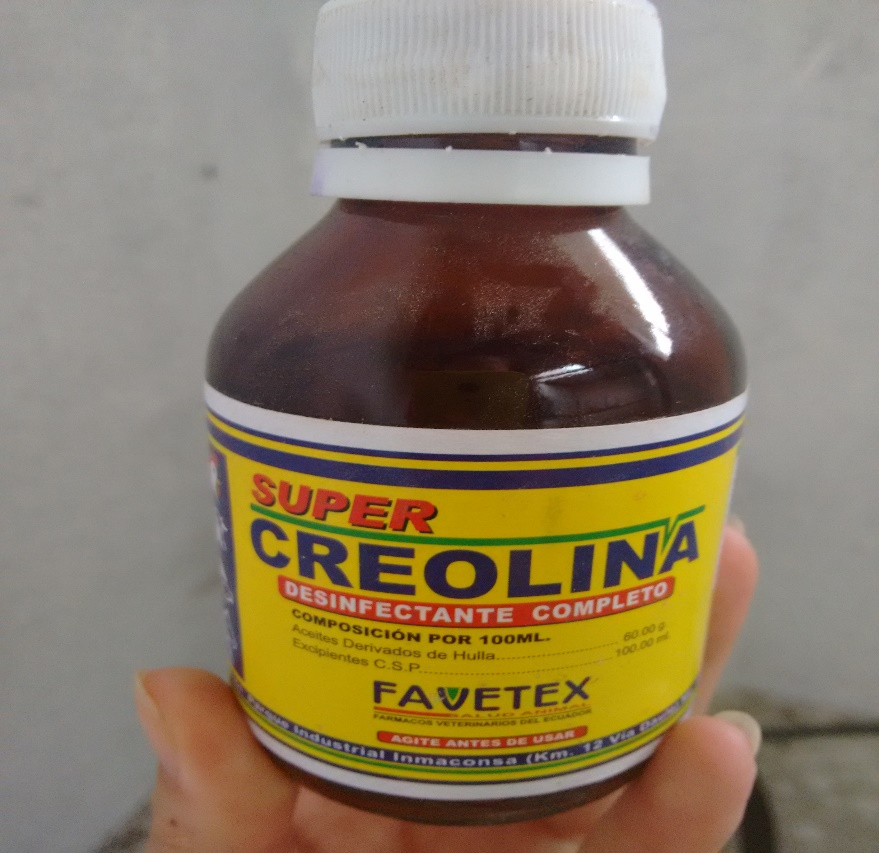 SUPER
CREOLINA
DESINFECTANTE COMPLETO
COMPOSICIÓN POR 100ML.
Aceites Derivados de Hulla.......................... 60.00 g.
Excipientes C.S.P.......................................... 100.00 ml.
FAVETEX
SALUD ANIMAL
FARMACOS VETERINARIOS DEL ECUADOR
AGITE ANTES DE USAR
Parque Industrial Inmaconsa (Km. 12 Vía Daule)